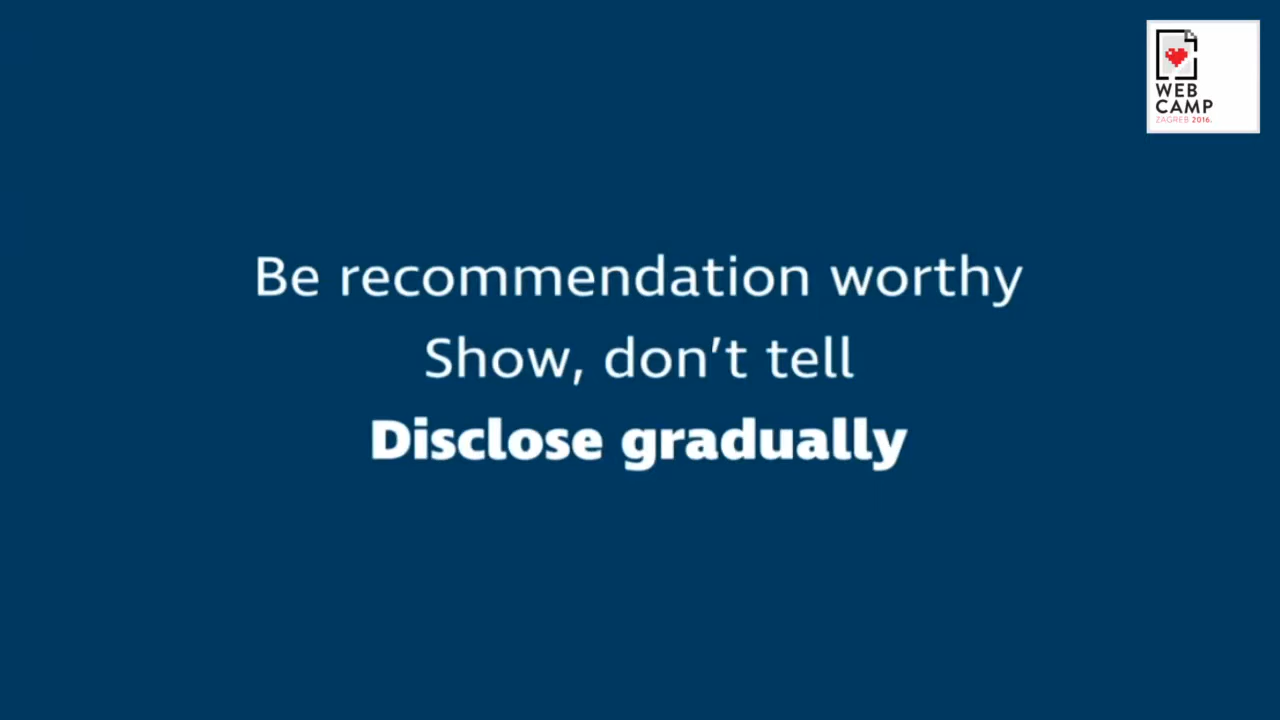 WEB
CAMP
ZAGREB 2016.
Be recommendation worthy
Show, don’t tell
Disclose gradually